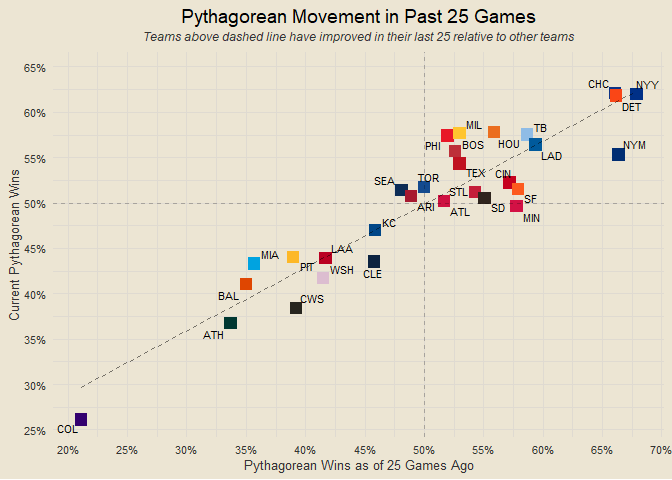 Pythagorean Movement in Past 25 Games
Teams above dashed line have improved in their last 25 relative to other teams
Current Pythagorean Wins
65%
60%
55%
50%
45%
40%
35%
30%
25%
CHC
NYY
DET
MIL
TB
PHI
BOS
HOU
NYM
LAD
TEX
CIN
SEA
TOR
STL
SF
ARI
ATL
SD
MIN
KC
MIA
LAA
PIT
WSH
CLE
BAL
CWS
ATH
COL
20%
25%
30%
35%
40%
45%
50%
55%
60%
65%
70%
Pythagorean Wins as of 25 Games Ago